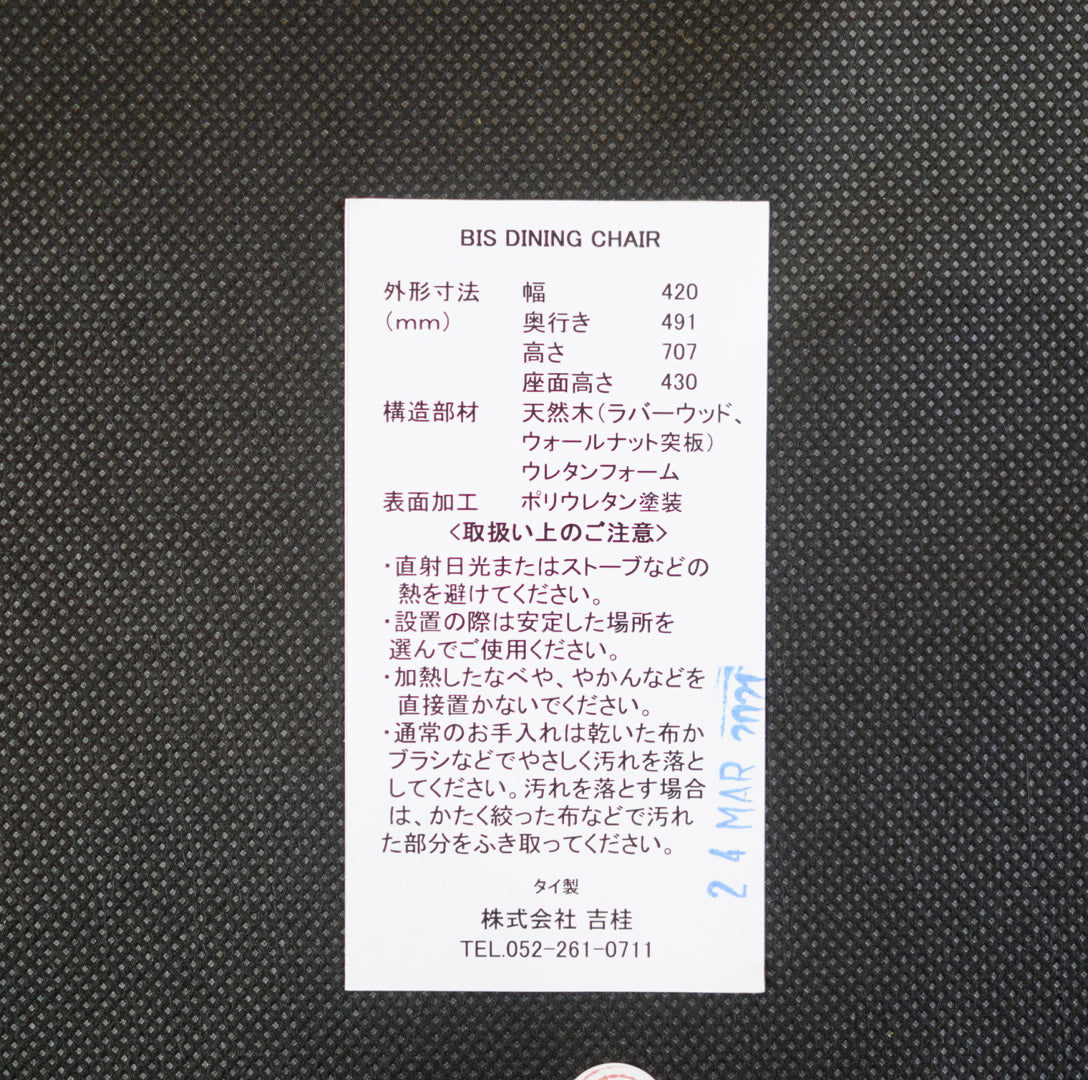 BIS DINING CHAIR
外形寸法 幅 420
（mm） 奥行き 491
高さ 707
座面高さ 430
構造部材 天然木（ラバーウッド、
ウォールナット突板）
ウレタンフォーム
表面加工 ポリウレタン塗装
<取扱い上のご注意>
・直射日光またはストーブなどの
熱を避けてください。
・設置の際は安定した場所を
選んでご使用ください。
・加熱したなべや、やかんなどを
直接置かないでください。
・通常のお手入れは乾いた布か
ブラシなどでやさしく汚れを落と
してください。汚れを落とす場合
は、かたく絞った布などで汚れ
た部分をふき取ってください。
タイ製
株式会社 吉桂
TEL.052-261-0711
24 MAR